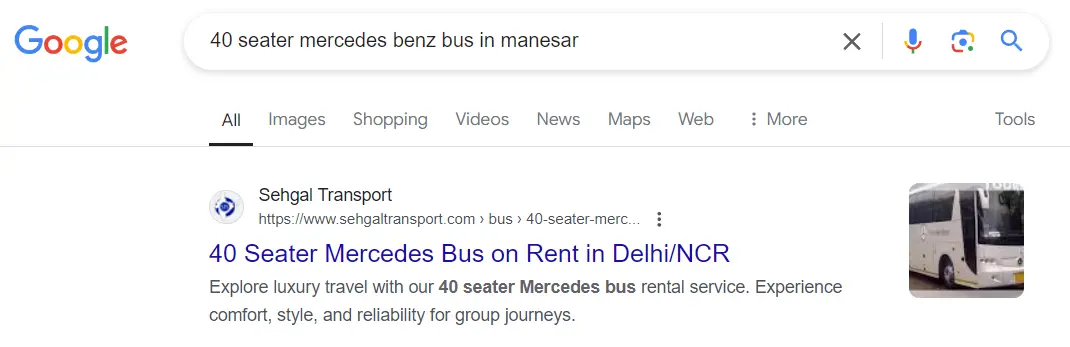 Google
40 seater mercedes benz bus in manesar
All Images Shopping Videos News Maps Web More Tools
Sehgal Transport
https://www.sehgaltransport.com › bus › 40-seater-merc...
40 Seater Mercedes Bus on Rent in Delhi/NCR
Explore luxury travel with our 40 seater Mercedes bus rental service. Experience
comfort, style, and reliability for group journeys.